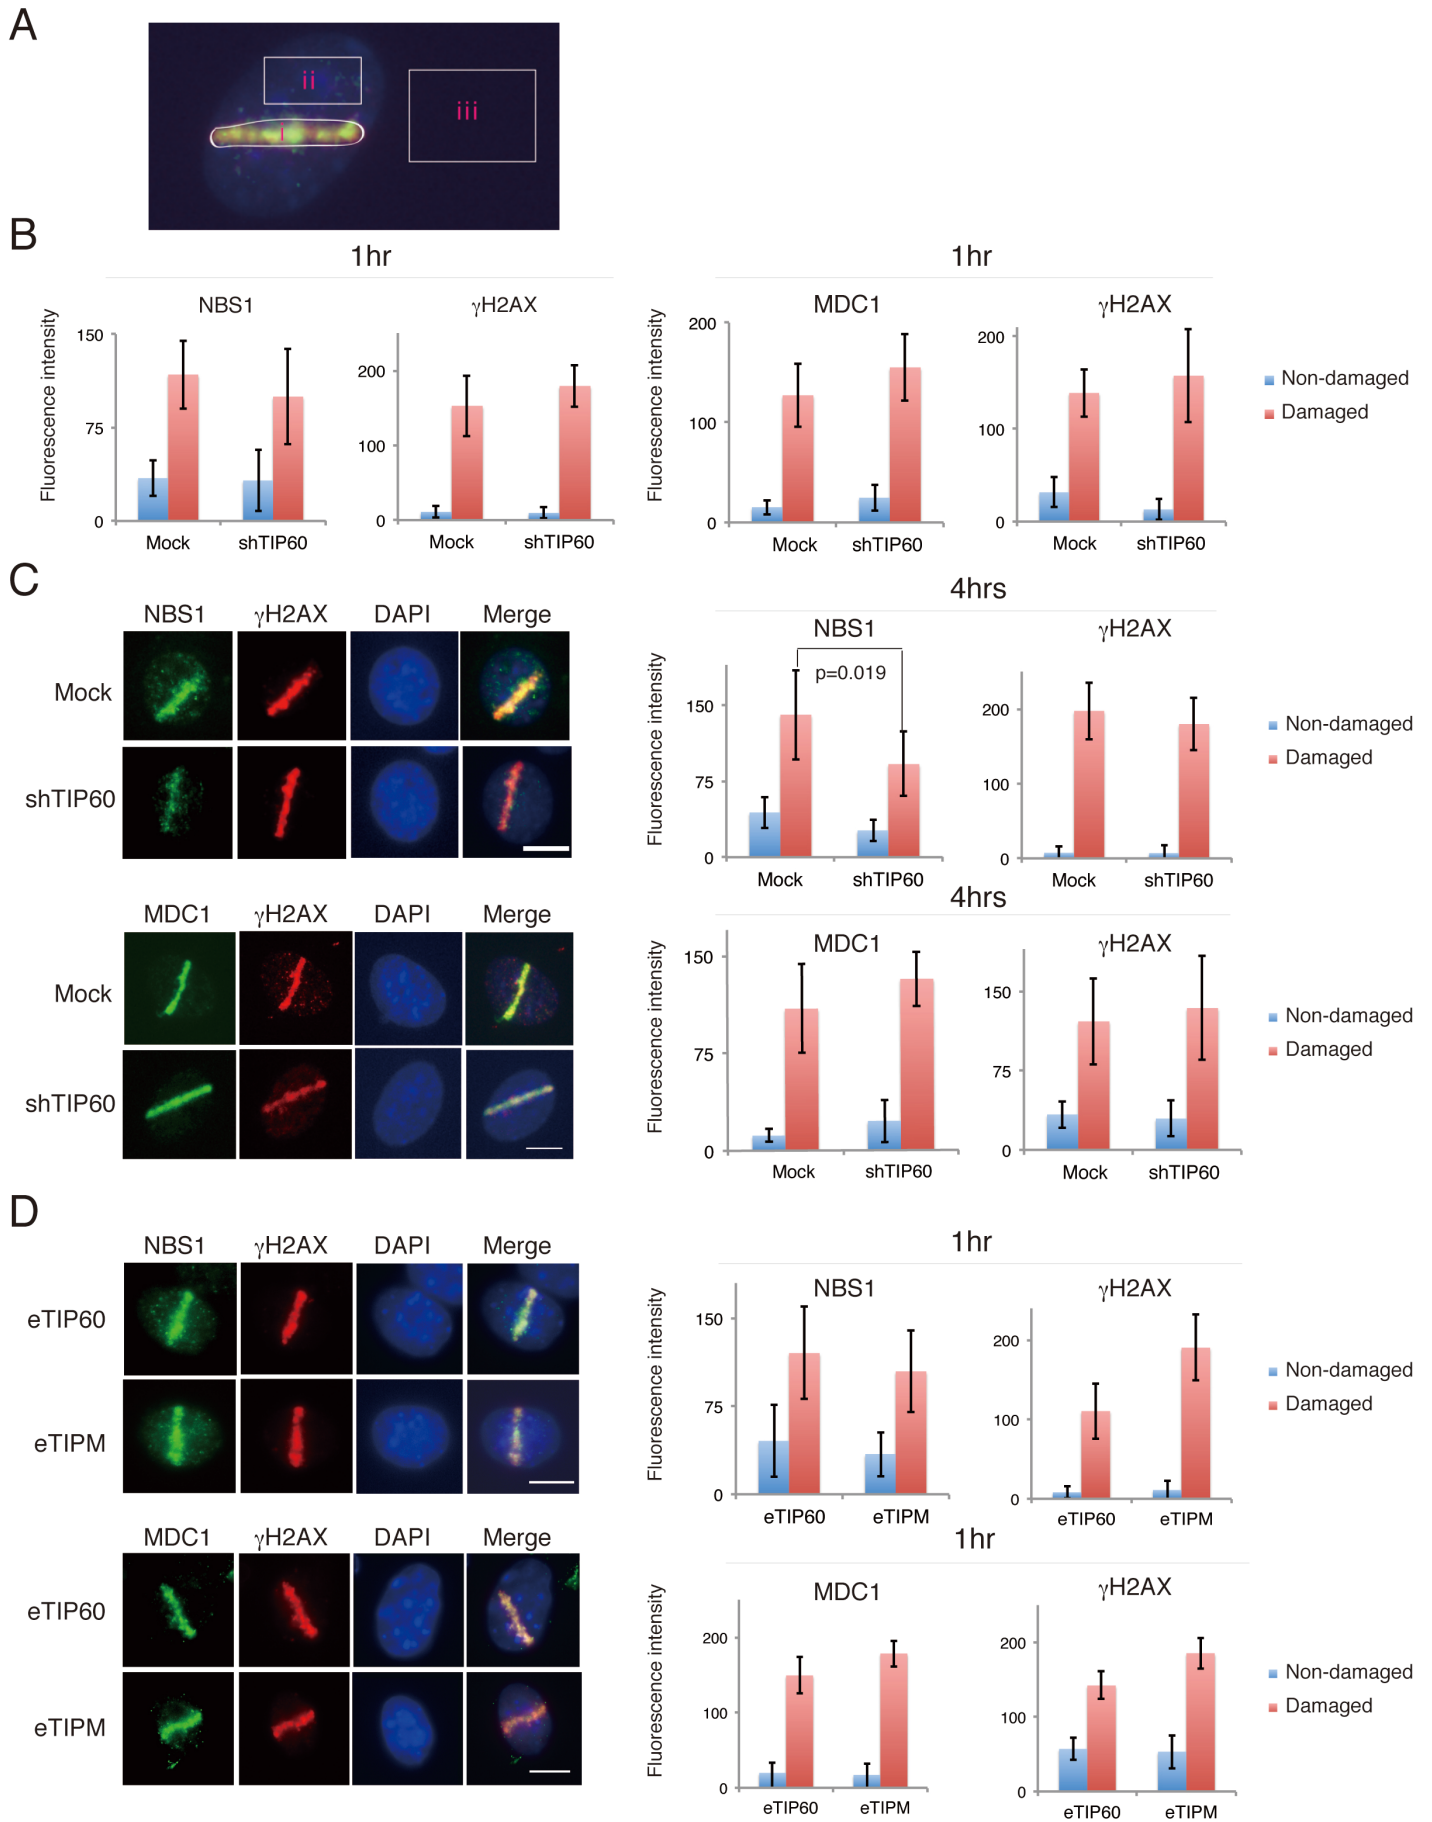 A
ii
iii
I
B
1hr 1hr
NBS1 γH2AX MDC1 γH2AX
Fluorescence intensity
150
75
0
Mock shTIP60
200
100
0
Mock shTIP60
Fluorescence intensity
200
100
0
Mock shTIP60
200
100
0
Mock shTIP60
Non-damaged
Damaged
C
NBS1 γH2AX DAPI Merge
Mock
shTIP60
4hrs
NBS1 γH2AX
p=0.019
Fluorescence intensity
150
75
0
Mock shTIP60
200
100
0
Mock shTIP60
Non-damaged
Damaged
MDC1 γH2AX DAPI Merge
Mock
shTIP60
4hrs
MDC1 γH2AX
Fluorescence intensity
150
75
0
Mock shTIP60
150
75
0
Mock shTIP60
Non-damaged
Damaged
D
NBS1 γH2AX DAPI Merge
eTIP60
eTIPM
1hr
NBS1 γH2AX
Fluorescence intensity
150
75
0
eTIP60 eTIPM
200
100
0
eTIP60 eTIPM
Non-damaged
Damaged
MDC1 γH2AX DAPI Merge
eTIP60
eTIPM
1hr
MDC1 γH2AX
Fluorescence intensity
200
100
0
eTIP60 eTIPM
200
100
0
eTIP60 eTIPM
Non-damaged
Damaged